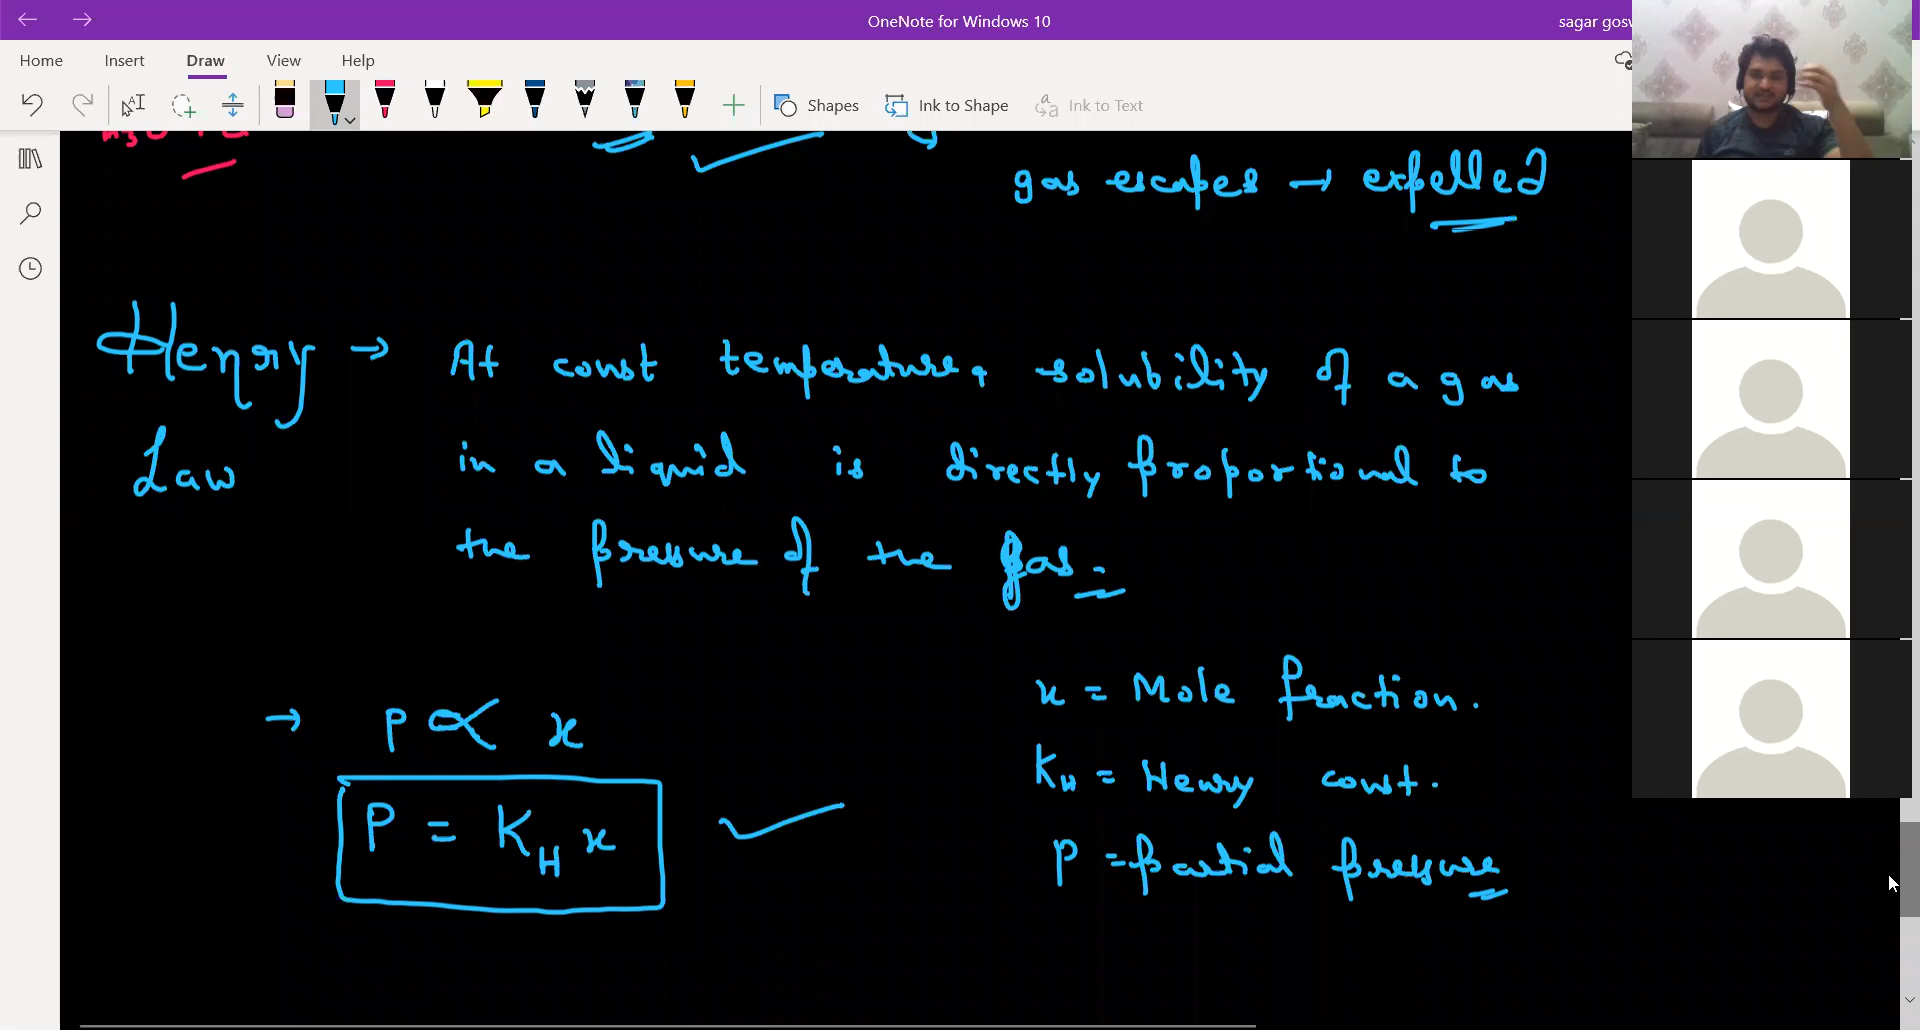 OneNote for Windows 10
sagar gosw
Home Insert Draw View Help
Shapes Ink to Shape Ink to Text
gas escapes → expelled
Henry Law → At const temperature, solubility of a gas
in a liquid is directly proportional to
the pressure of the gas.
→ P ∝ x
P = K_H x
x = Mole fraction.
K_H = Henry const.
P = partial pressure